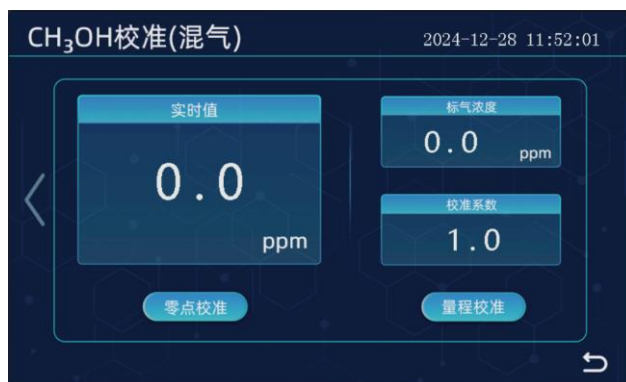 CH₃OH校准(混气)
2024-12-28 11:52:01
实时值
0.0
ppm
零点校准
标气浓度
0.0 ppm
校准系数
1.0
量程校准